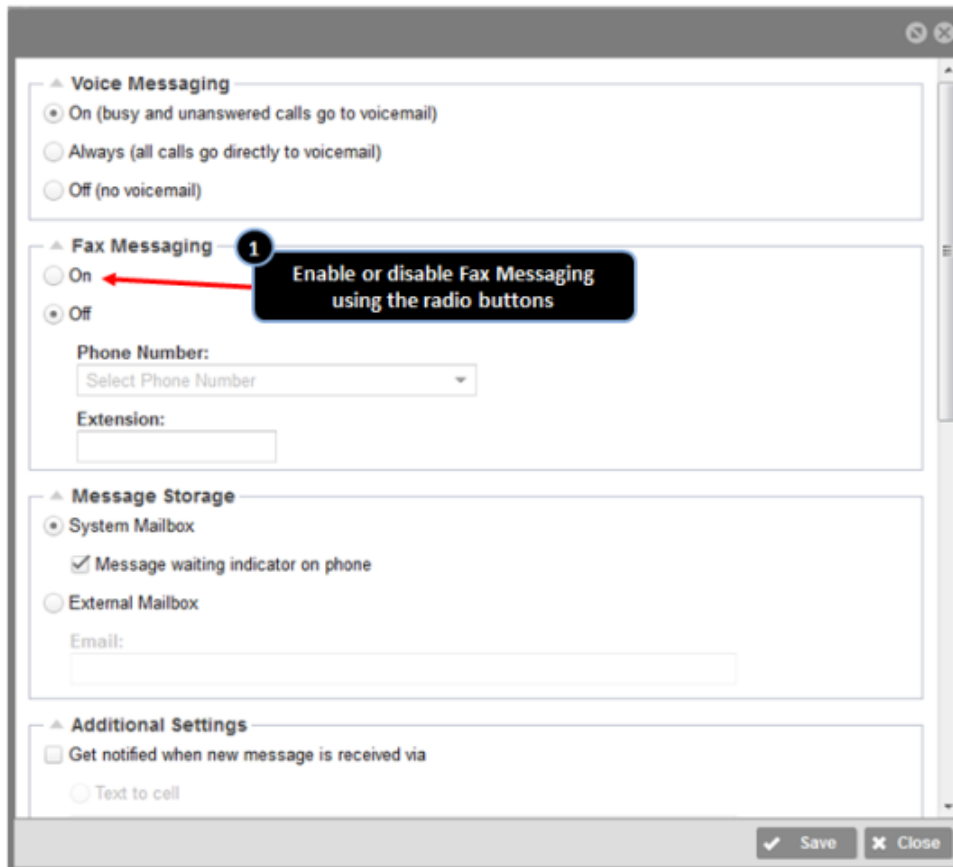 Voice Messaging
On (busy and unanswered calls go to voicemail)
Always (all calls go directly to voicemail)
Off (no voicemail)
Fax Messaging
1
On
Enable or disable Fax Messaging
using the radio buttons
Off
Phone Number:
Select Phone Number
Extension:
Message Storage
System Mailbox
Message waiting indicator on phone
External Mailbox
Email:
Additional Settings
Get notified when new message is received via
Text to cell
Save Close